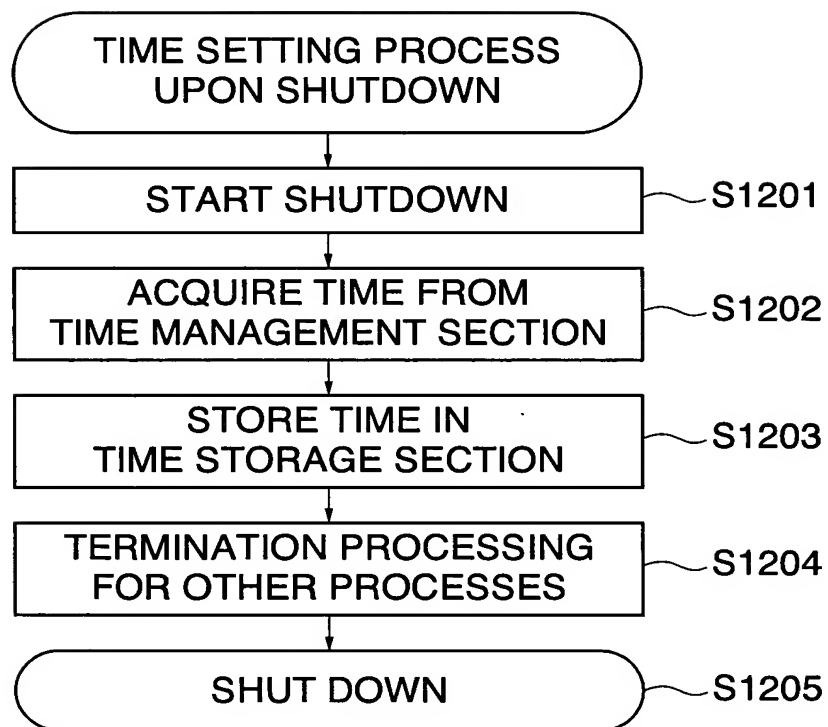 TIME SETTING PROCESS
UPON SHUTDOWN
START SHUTDOWN
S1201
ACQUIRE TIME FROM
TIME MANAGEMENT SECTION
S1202
STORE TIME IN
TIME STORAGE SECTION
S1203
TERMINATION PROCESSING
FOR OTHER PROCESSES
S1204
SHUT DOWN
S1205